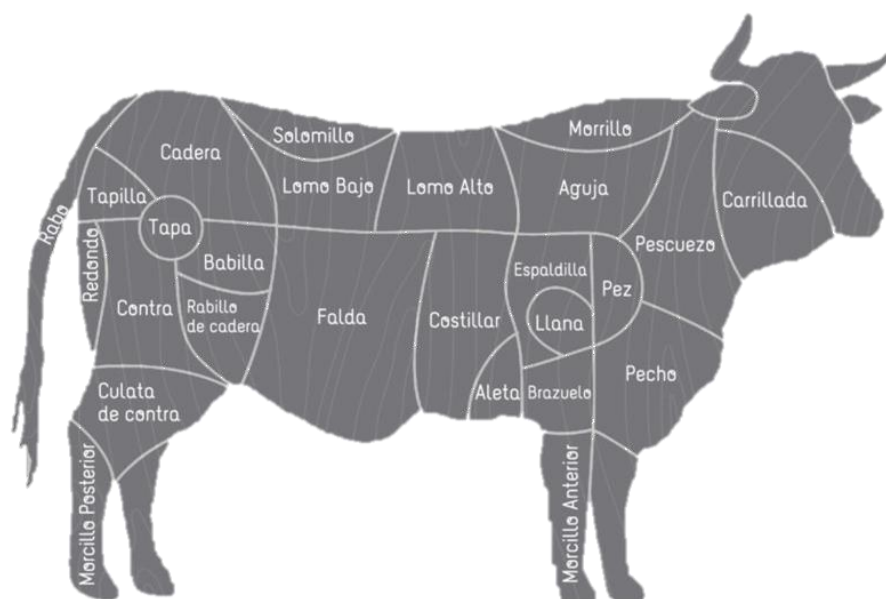 Solomillo
Morrillo
Cadera
Lomo Bajo
Lomo Alto
Aguja
Carrillada
Tapilla
Rabo
Tapa
Redondo
Babilla
Pescuezo
Espaldilla
Pez
Contra
Rabillo
de cadera
Falda
Costillar
Llana
Culata
de contra
Aleta
Brazuelo
Pecho
Morcillo Posterior
Morcillo Anterior